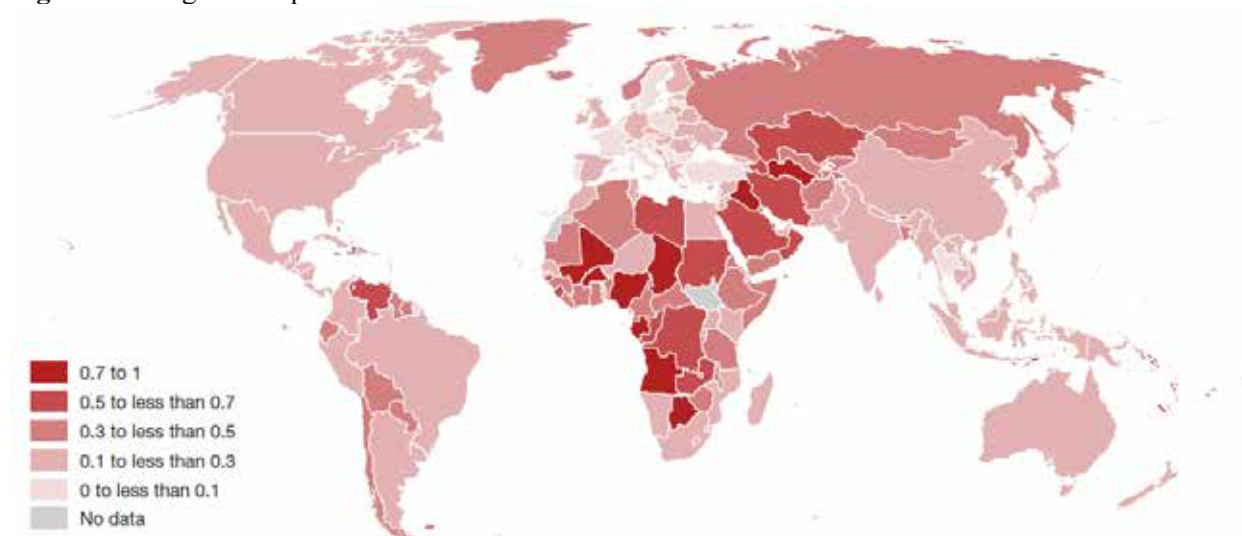 0.7 to 1
0.5 to less than 0.7
0.3 to less than 0.5
0.1 to less than 0.3
0 to less than 0.1
No data